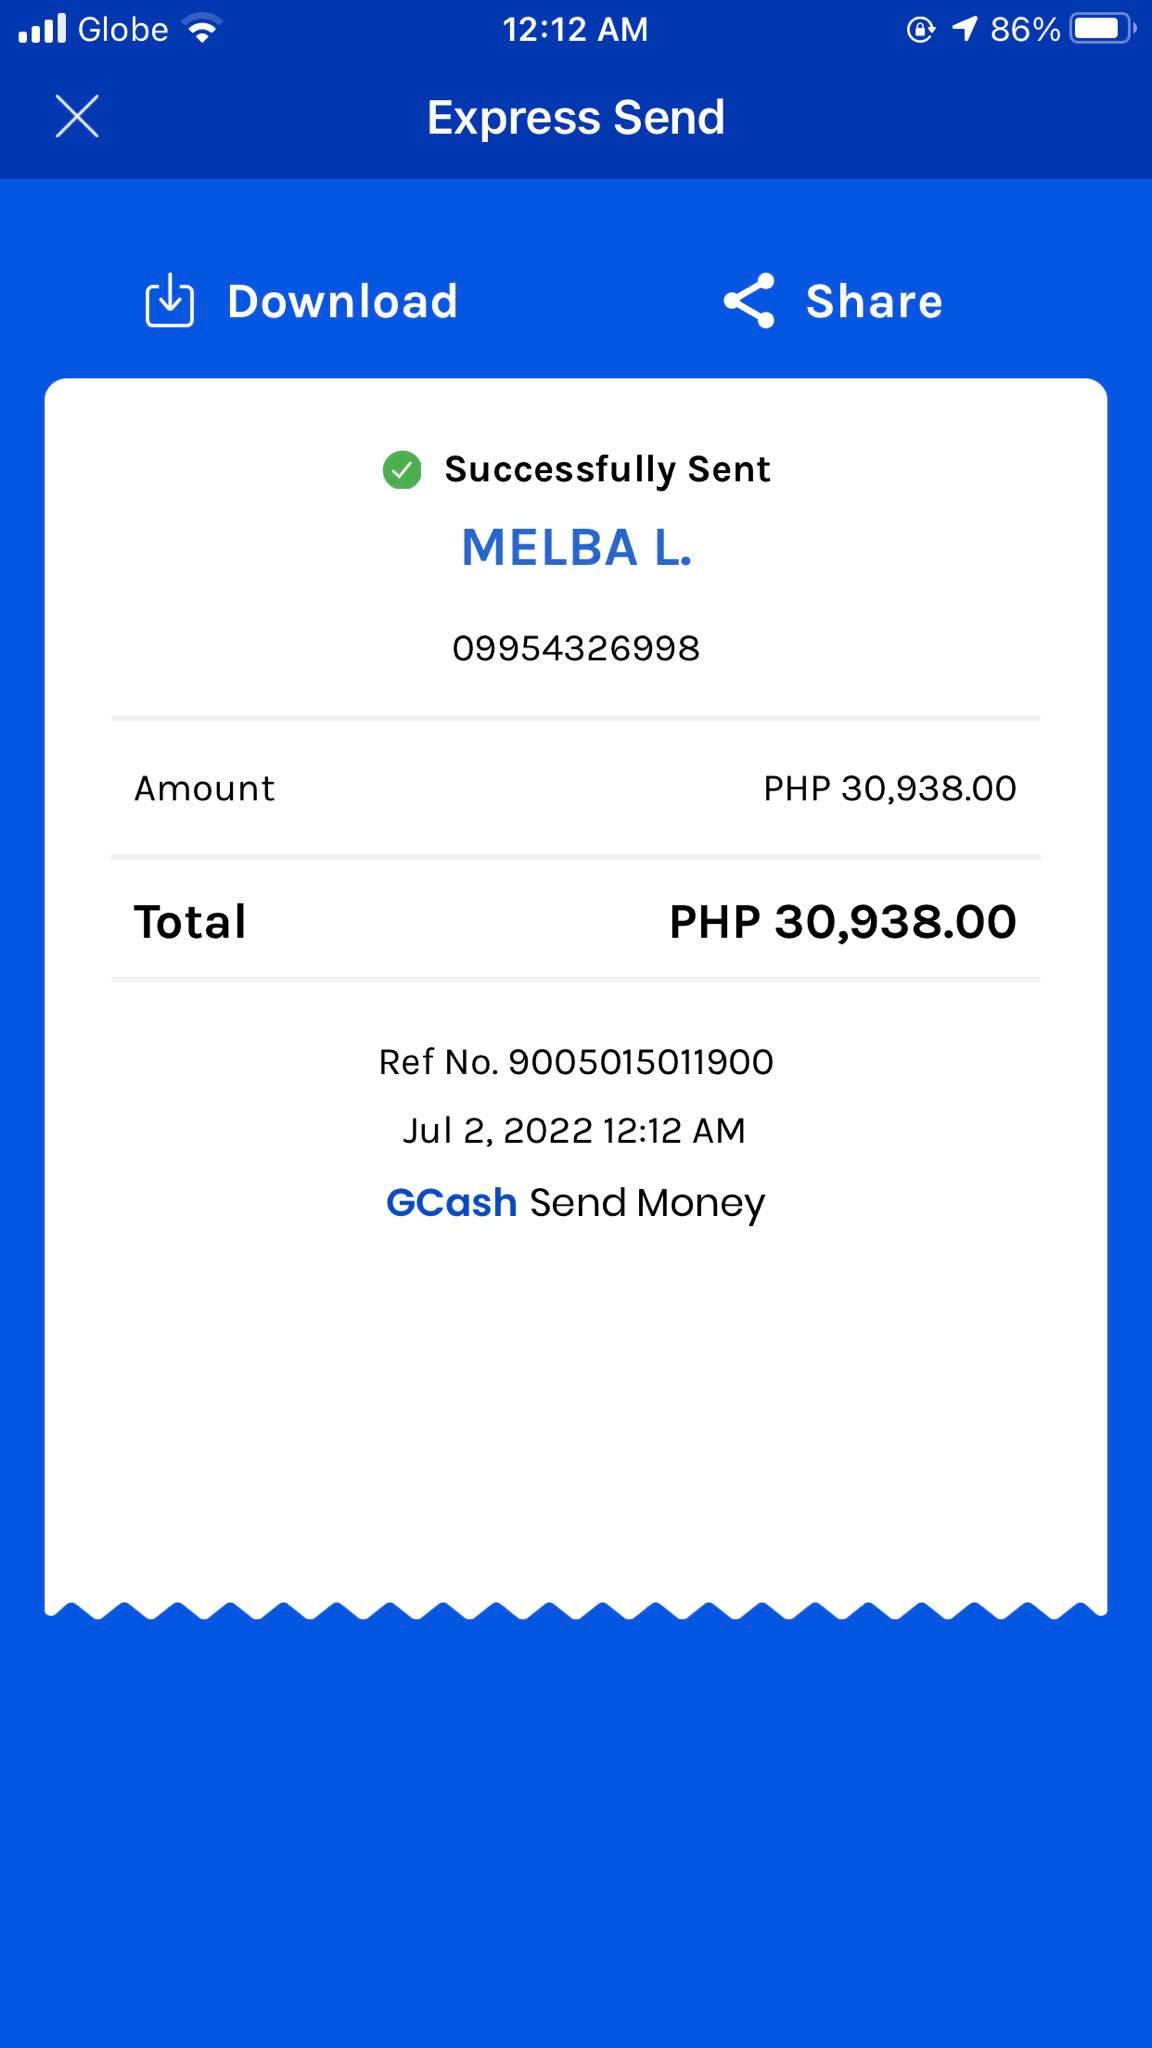 Globe 12:12 AM 86%
Express Send
Download Share
Successfully Sent
MELBA L.
09954326998
Amount PHP 30,938.00
Total PHP 30,938.00
Ref No. 9005015011900
Jul 2, 2022 12:12 AM
GCash Send Money